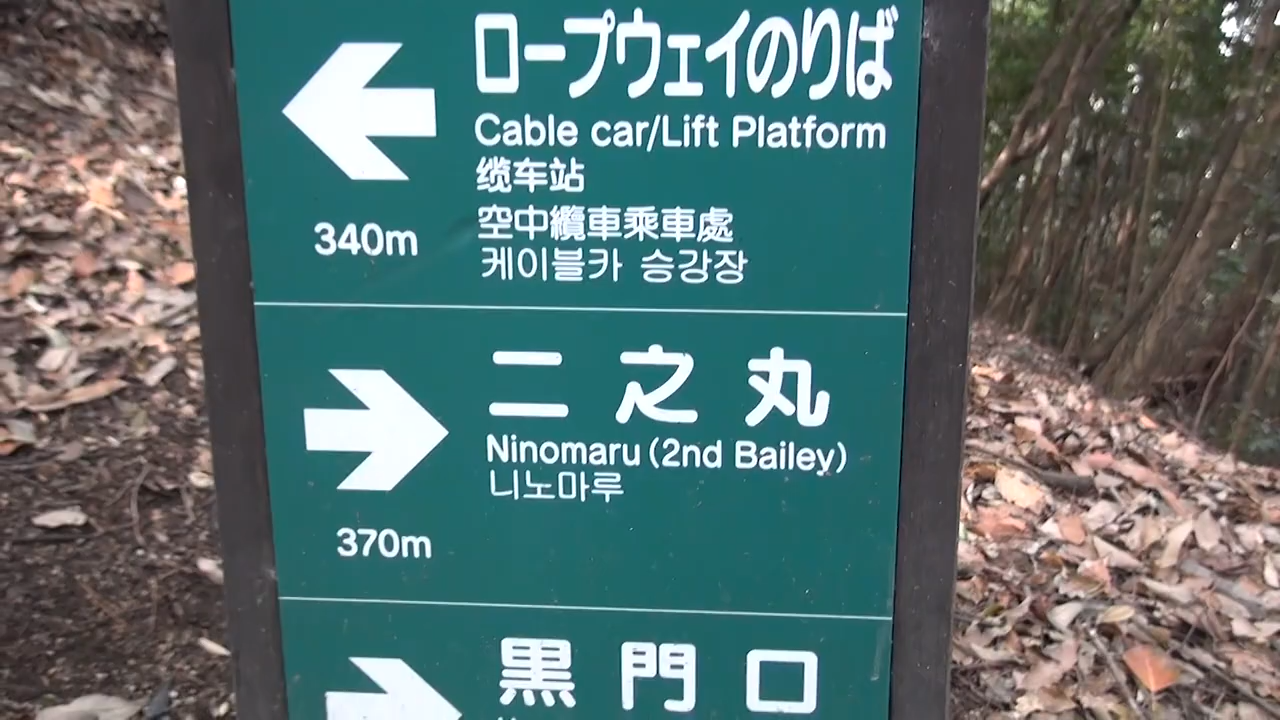 ロープウェイのりば
Cable car/Lift Platform
缆车站
空中纜車乘車處
케이블카 승강장
340m
二之丸
Ninomaru (2nd Bailey)
니노마루
370m
黒門口